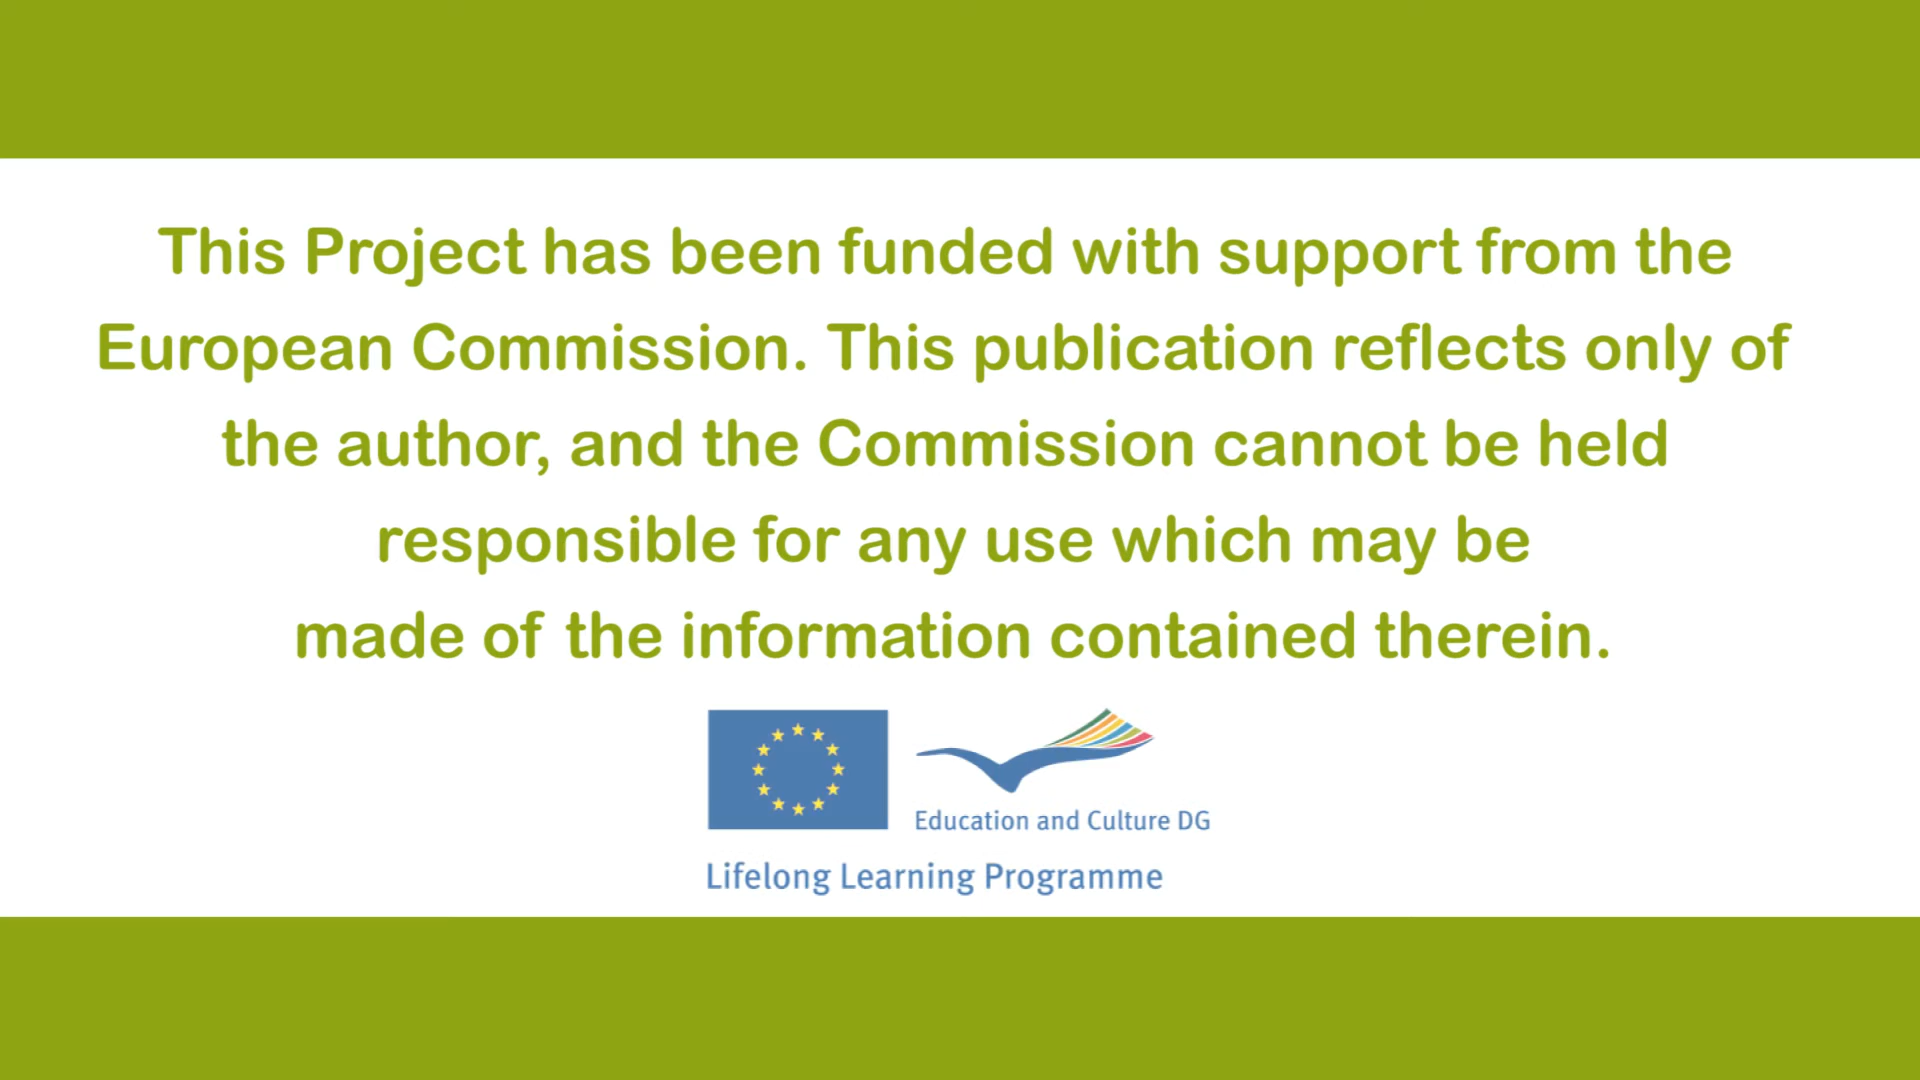 This Project has been funded with support from the
European Commission. This publication reflects only of
the author, and the Commission cannot be held
responsible for any use which may be
made of the information contained therein.
Education and Culture DG
Lifelong Learning Programme